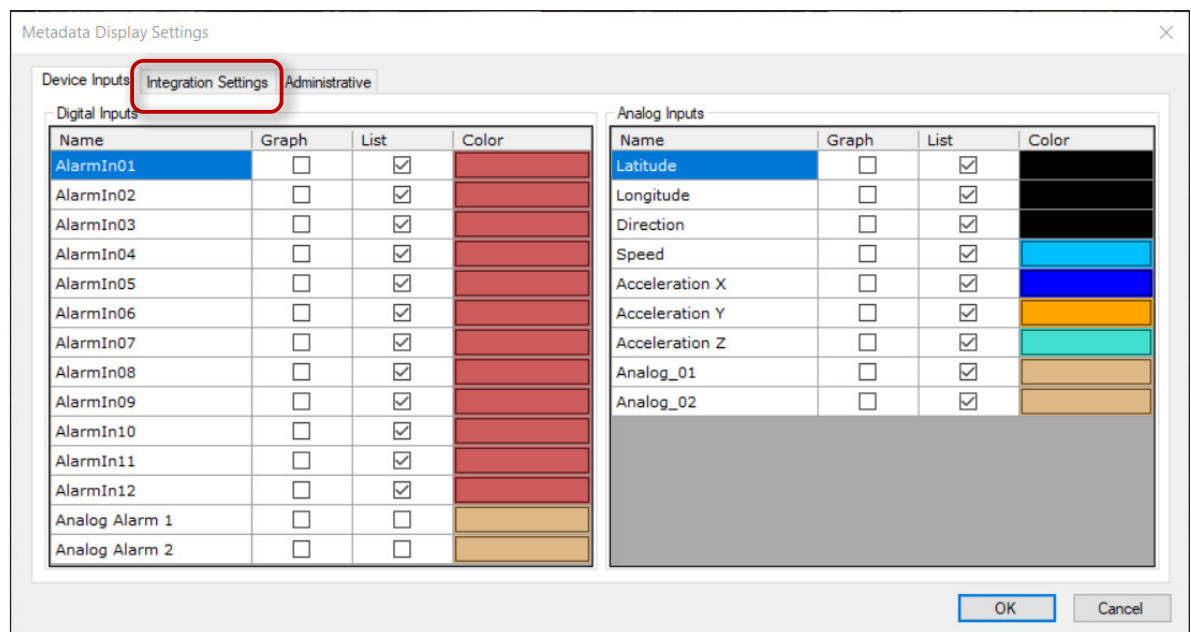 Metadata Display Settings
Device Inputs Integration Settings Administrative
Digital Inputs
Name Graph List Color
AlarmIn01
AlarmIn02
AlarmIn03
AlarmIn04
AlarmIn05
AlarmIn06
AlarmIn07
AlarmIn08
AlarmIn09
AlarmIn10
AlarmIn11
AlarmIn12
Analog Alarm 1
Analog Alarm 2
Analog Inputs
Name Graph List Color
Latitude
Longitude
Direction
Speed
Acceleration X
Acceleration Y
Acceleration Z
Analog_01
Analog_02
OK Cancel